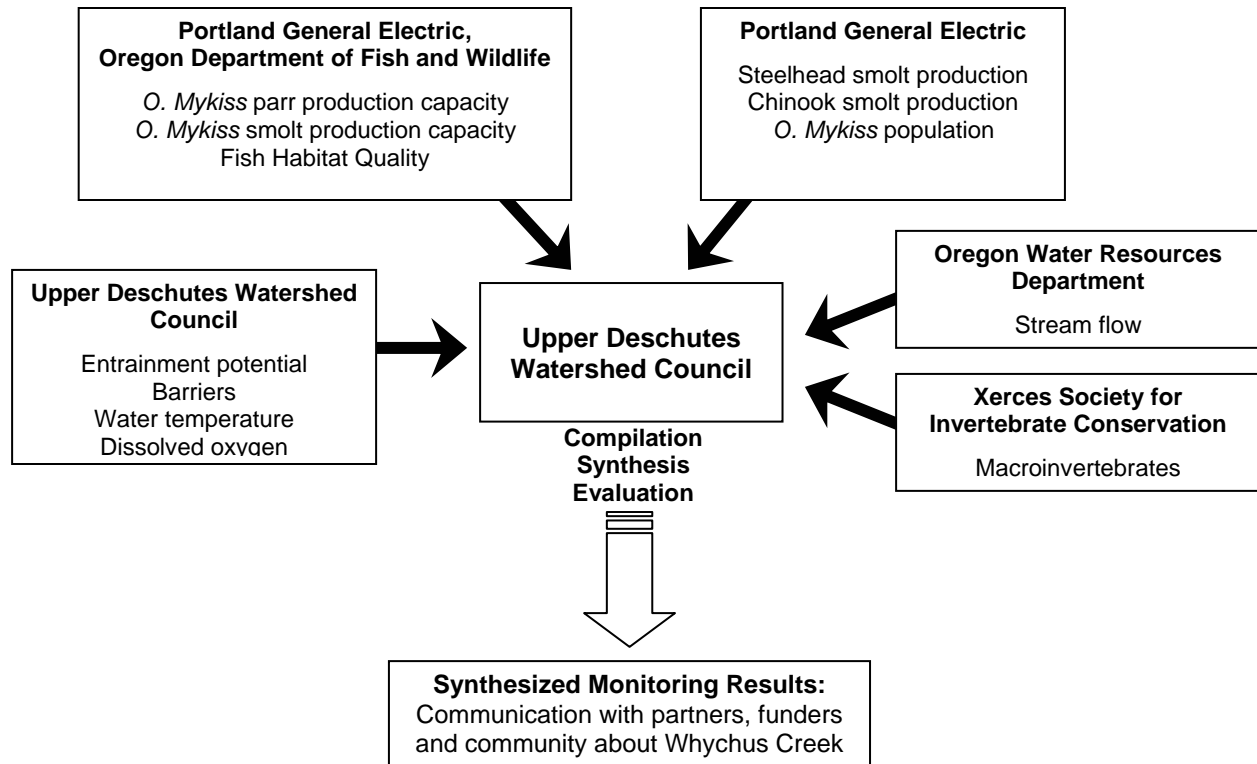 Portland General Electric,
Oregon Department of Fish and Wildlife
O. Mykiss parr production capacity
O. Mykiss smolt production capacity
Fish Habitat Quality
Portland General Electric
Steelhead smolt production
Chinook smolt production
O. Mykiss population
Upper Deschutes Watershed
Council
Entrainment potential
Barriers
Water temperature
Dissolved oxygen
Upper Deschutes
Watershed Council
Oregon Water Resources
Department
Stream flow
Xerces Society for
Invertebrate Conservation
Macroinvertebrates
Compilation
Synthesis
Evaluation
Synthesized Monitoring Results:
Communication with partners, funders
and community about Whychus Creek